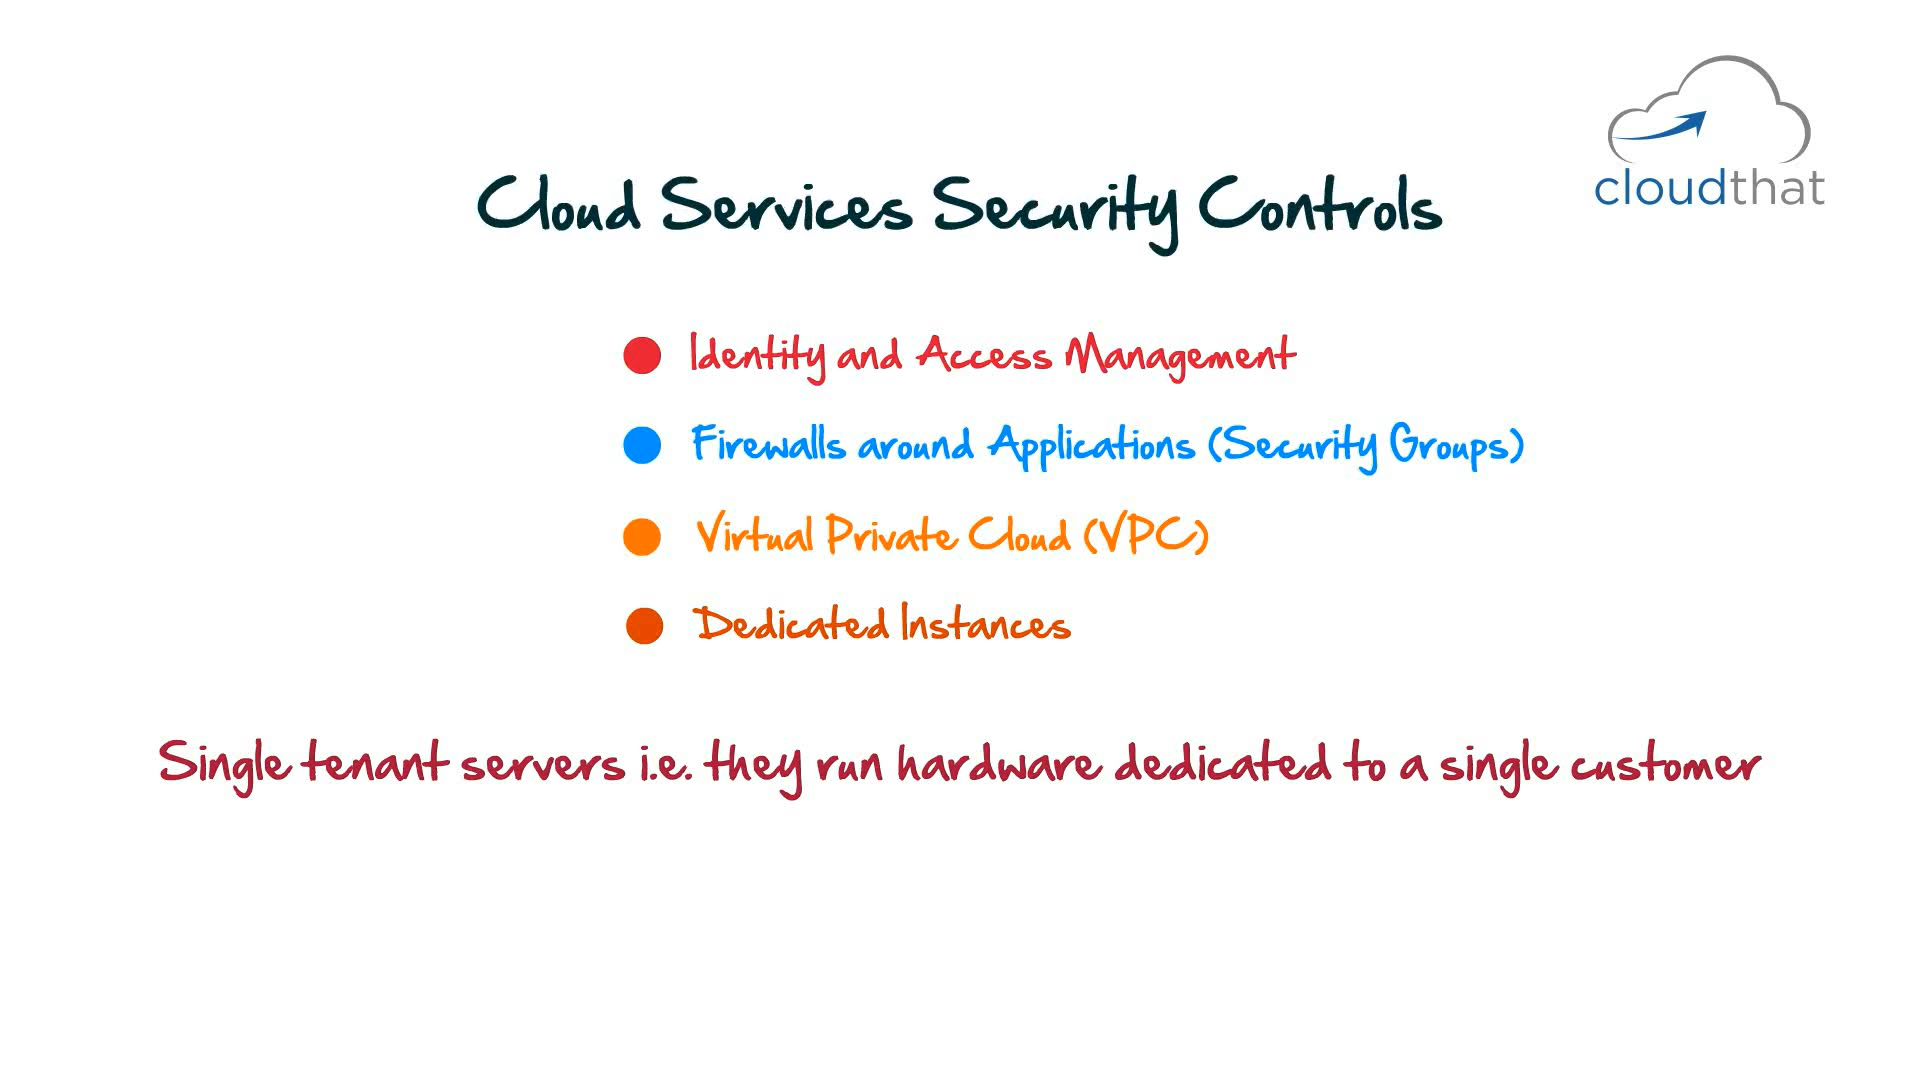 cloudthat
Cloud Services Security Controls
Identity and Access Management
Firewalls around Applications (Security Groups)
Virtual Private Cloud (VPC)
Dedicated Instances
Single tenant servers i.e. they run hardware dedicated to a single customer